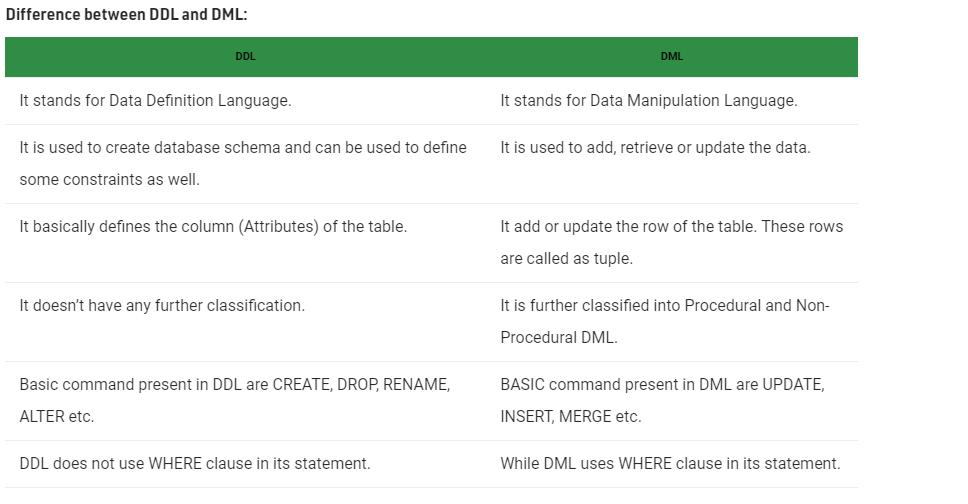 Difference between DDL and DML:
DDL DML
It stands for Data Definition Language. It stands for Data Manipulation Language.
It is used to create database schema and can be used to define It is used to add, retrieve or update the data.
some constraints as well.
It basically defines the column (Attributes) of the table. It add or update the row of the table. These rows
are called as tuple.
It doesn’t have any further classification. It is further classified into Procedural and Non-
Procedural DML.
Basic command present in DDL are CREATE, DROP, RENAME, BASIC command present in DML are UPDATE,
ALTER etc. INSERT, MERGE etc.
DDL does not use WHERE clause in its statement. While DML uses WHERE clause in its statement.